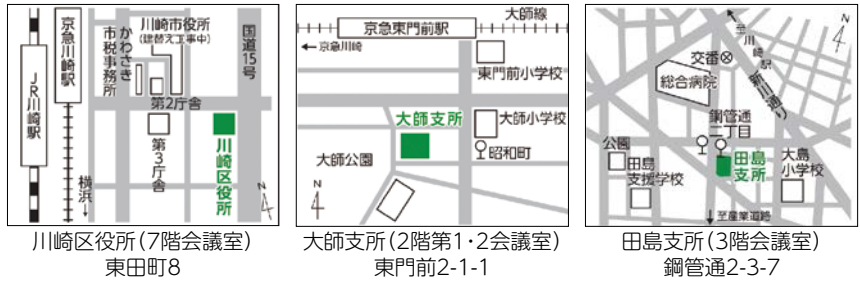 京急川崎駅
JR川崎駅
横浜↓
かわさき
市税事務所
川崎市役所
(建替え工事中)
第2庁舎
第3庁舎
国道15号
川崎区役所
N
川崎区役所(7階会議室)
東田町8
大師線
京急東門前駅
←京急川崎
東門前小学校
大師支所
大師小学校
昭和町
大師公園
N
大師支所(2階第1・2会議室)
東門前2-1-1
至川崎駅
新川通り
交番
総合病院
鋼管通
二丁目
公園
田島
支援学校
田島
支所
大島
小学校
↓至産業道路
N
田島支所(3階会議室)
鋼管通2-3-7